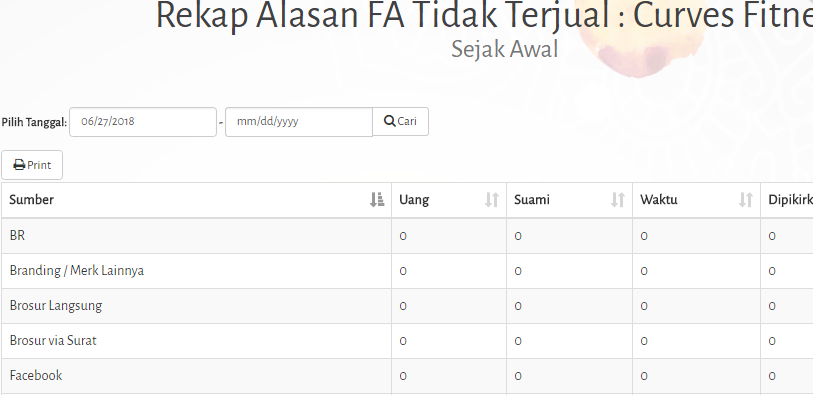 Rekap Alasan FA Tidak Terjual : Curves Fitne
Sejak Awal
Pilih Tanggal: 06/27/2018 - mm/dd/yyyy Cari
Print
Sumber Uang Suami Waktu Dipikirk
BR 0 0 0 0
Branding / Merk Lainnya 0 0 0 0
Brosur Langsung 0 0 0 0
Brosur via Surat 0 0 0 0
Facebook 0 0 0 0